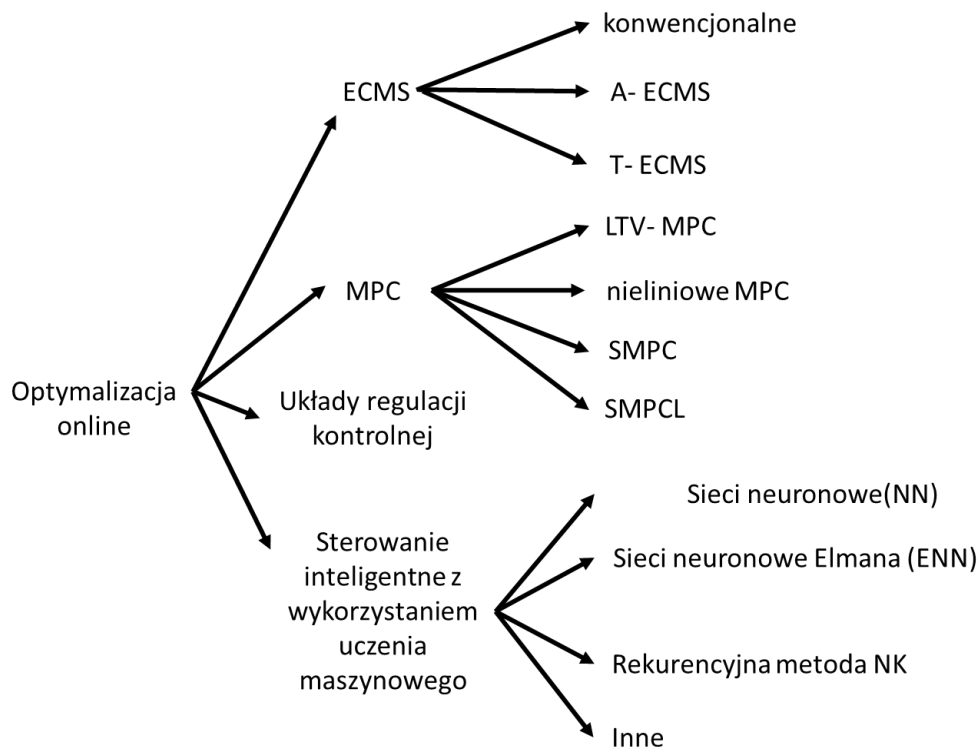 Optymalizacja
online
ECMS
konwencjonalne
A- ECMS
T- ECMS
MPC
LTV- MPC
nieliniowe MPC
SMPC
SMPCL
Układy regulacji
kontrolnej
Sterowanie
inteligentne z
wykorzystaniem
uczenia
maszynowego
Sieci neuronowe(NN)
Sieci neuronowe Elmana (ENN)
Rekurencyjna metoda NK
Inne